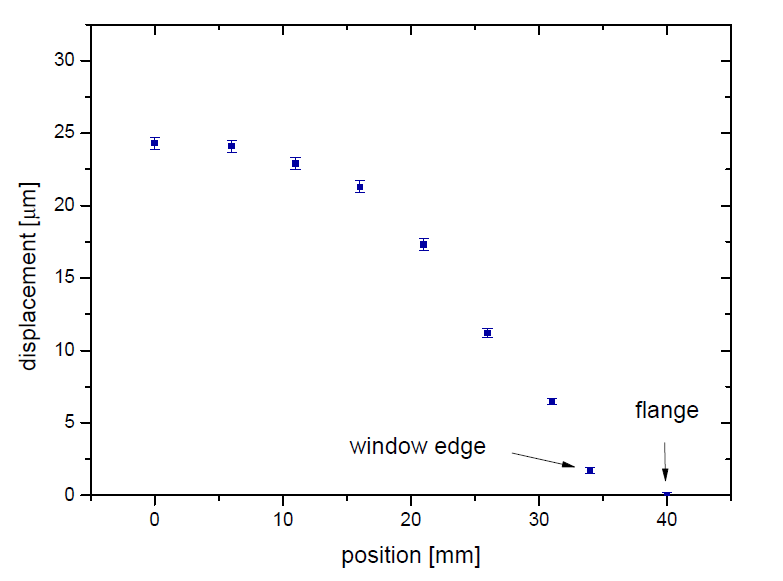 30
25
20
15
10
5
0
displacement [μm]
flange
window edge
0 10 20 30 40
position [mm]